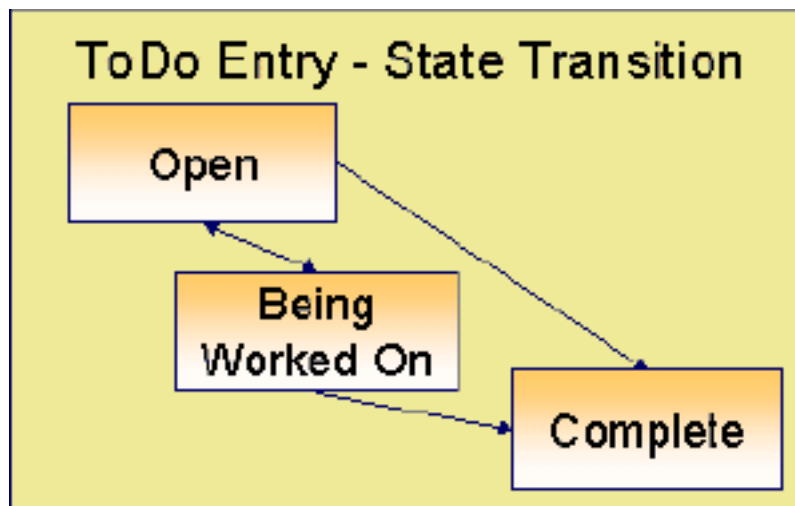 ToDo Entry - State Transition
Open
Being
Worked On
Complete